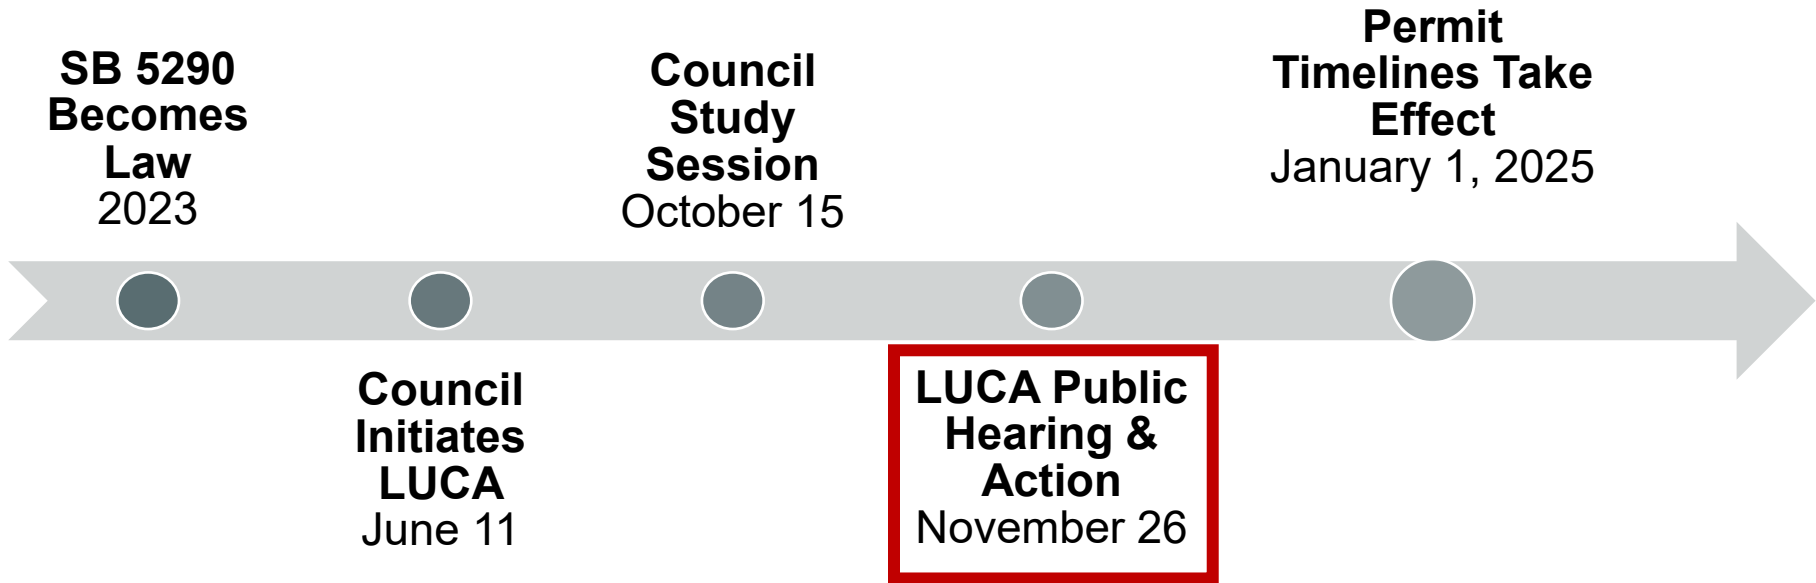 SB 5290
Becomes
Law
2023
Council
Initiates
LUCA
June 11
Council
Study
Session
October 15
LUCA Public
Hearing &
Action
November 26
Permit
Timelines Take
Effect
January 1, 2025